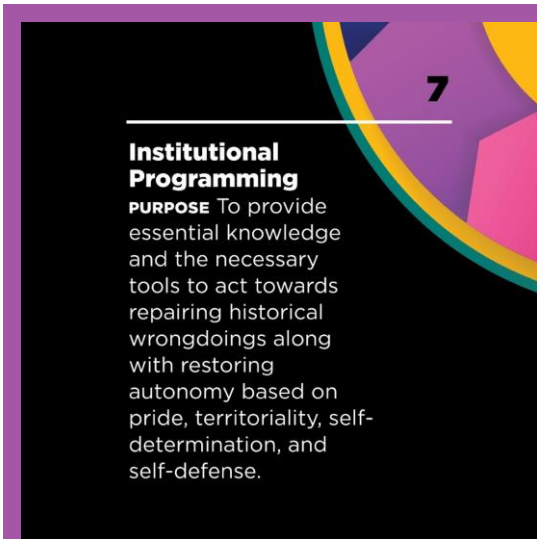 7
Institutional
Programming
PURPOSE To provide
essential knowledge
and the necessary
tools to act towards
repairing historical
wrongdoings along
with restoring
autonomy based on
pride, territoriality, self-
determination, and
self-defense.